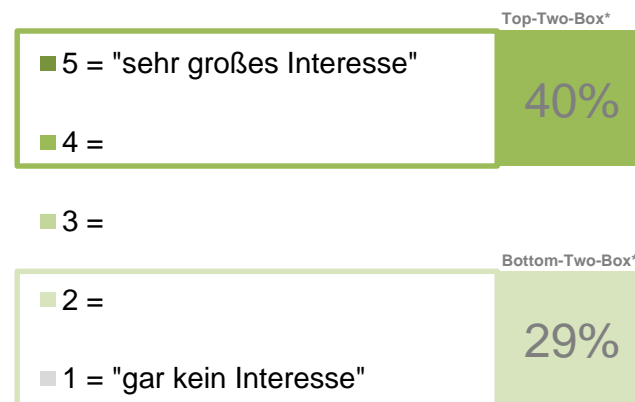 Top-Two-Box*
5 = "sehr großes Interesse"
40%
4 =
3 =
Bottom-Two-Box*
2 =
29%
1 = "gar kein Interesse"